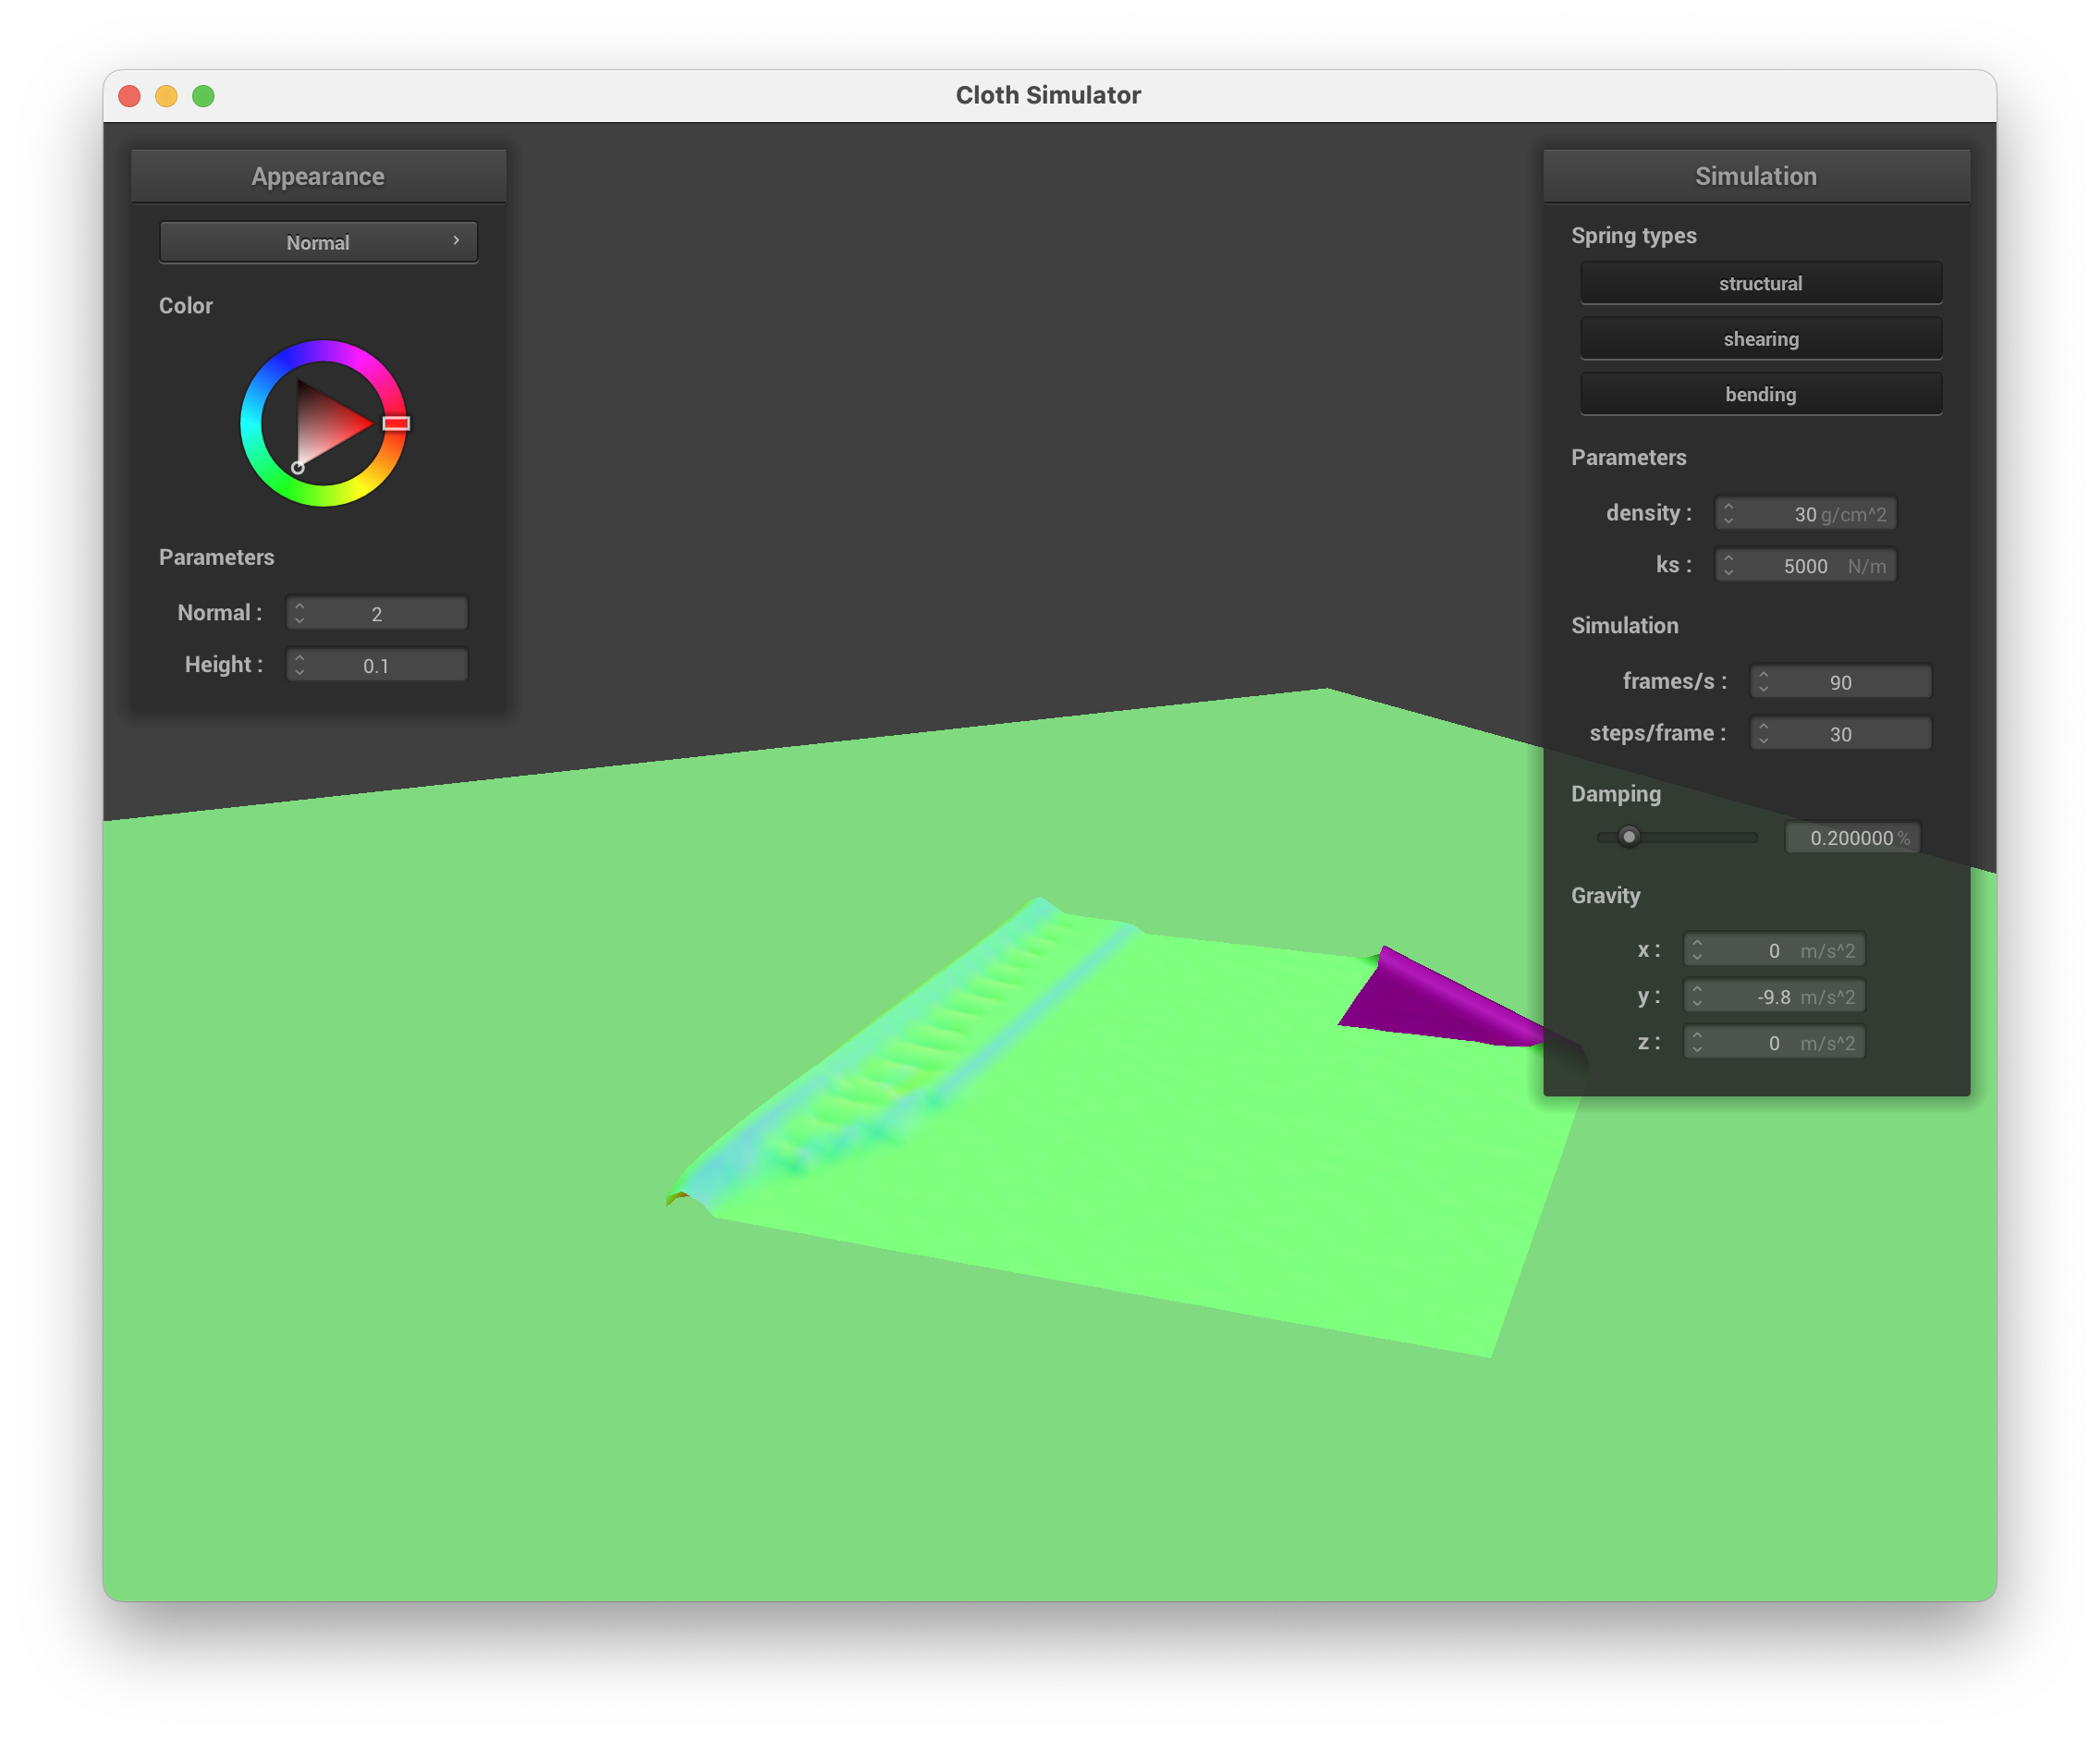 Cloth Simulator
Appearance
Normal
Color
Parameters
Normal : 2
Height : 0.1
Simulation
Spring types
structural
shearing
bending
Parameters
density : 30 g/cm^2
ks : 5000 N/m
Simulation
frames/s : 90
steps/frame : 30
Damping
0.200000 %
Gravity
x : 0 m/s^2
y : -9.8 m/s^2
z : 0 m/s^2